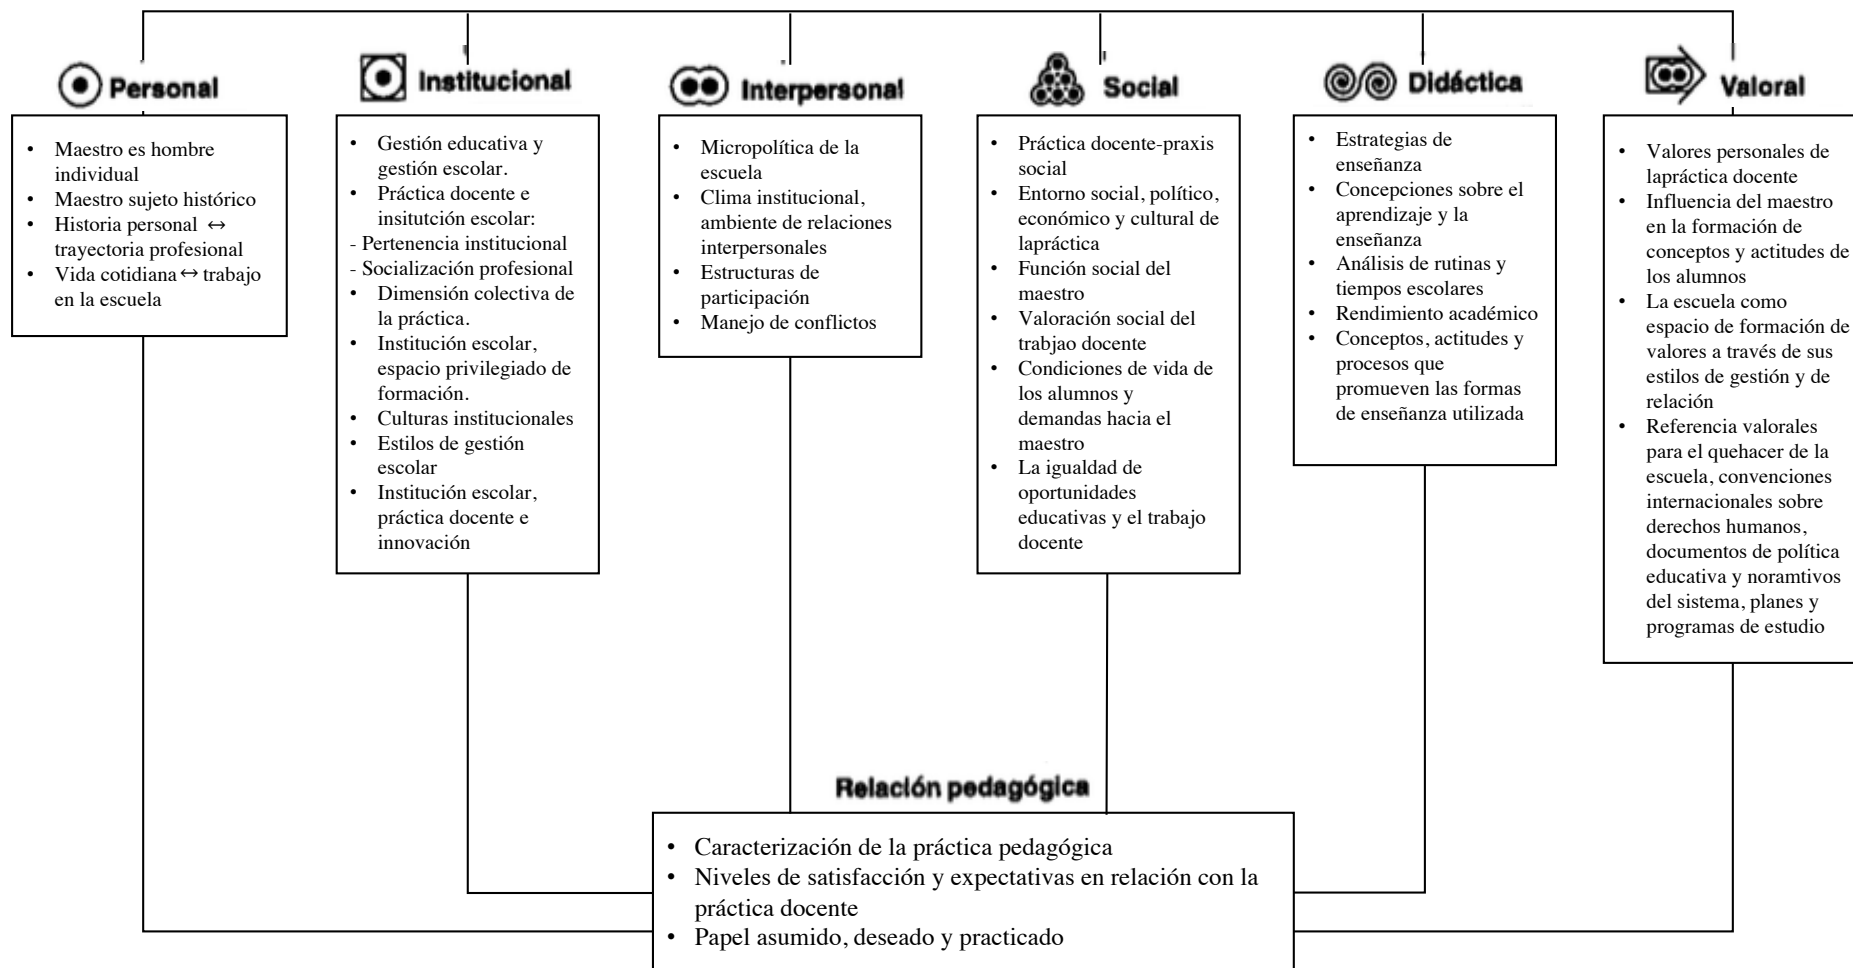 Personal
Maestro es hombre
individual
Maestro sujeto histórico
Historia personal ↔
trayectoria profesional
Vida cotidiana ↔ trabajo
en la escuela
Institucional
Gestión educativa y
gestión escolar.
Práctica docente e
insitutción escolar:
- Pertenencia institucional
- Socialización profesional
Dimensión colectiva de
la práctica.
Institución escolar,
espacio privilegiado de
formación.
Culturas institucionales
Estilos de gestión
escolar
Institución escolar,
práctica docente e
innovación
Interpersonal
Micropolítica de la
escuela
Clima institucional,
ambiente de relaciones
interpersonales
Estructuras de
participación
Manejo de conflictos
Social
Práctica docente-praxis
social
Entorno social, político,
económico y cultural de
lapráctica
Función social del
maestro
Valoración social del
trabjao docente
Condiciones de vida de
los alumnos y
demandas hacia el
maestro
La igualdad de
oportunidades
educativas y el trabajo
docente
Didáctica
Estrategias de
enseñanza
Concepciones sobre el
aprendizaje y la
enseñanza
Análisis de rutinas y
tiempos escolares
Rendimiento académico
Conceptos, actitudes y
procesos que
promueven las formas
de enseñanza utilizada
Valoral
Valores personales de
lapráctica docente
Influencia del maestro
en la formación de
conceptos y actitudes de
los alumnos
La escuela como
espacio de formación de
valores a través de sus
estilos de gestión y de
relación
Referencia valorales
para el quehacer de la
escuela, convenciones
internacionales sobre
derechos humanos,
documentos de política
educativa y noramtivos
del sistema, planes y
programas de estudio
Relación pedagógica
Caracterización de la práctica pedagógica
Niveles de satisfacción y expectativas en relación con la
práctica docente
Papel asumido, deseado y practicado